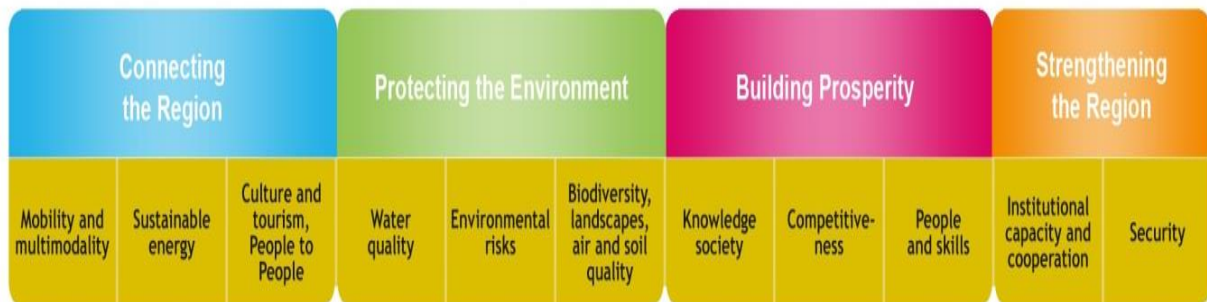 Connecting
the Region
Protecting the Environment
Building Prosperity
Strengthening
the Region
Mobility and
multimodality
Sustainable
energy
Culture and
tourism,
People to
People
Water
quality
Environmental
risks
Biodiversity,
landscapes,
air and soil
quality
Knowledge
society
Competitive-
ness
People
and skills
Institutional
capacity and
cooperation
Security